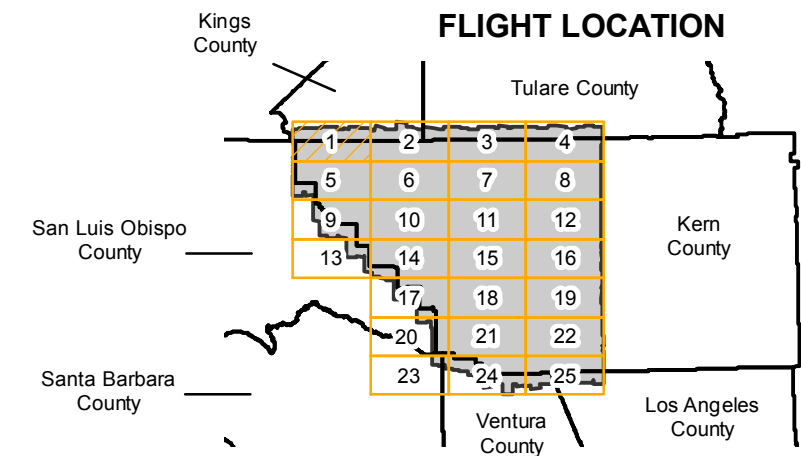 FLIGHT LOCATION
Kings
County
Tulare County
1 2 3 4
5 6 7 8
San Luis Obispo
County
9 10 11 12
Kern
County
13 14 15 16
17 18 19
20 21 22
Santa Barbara
County
23 24 25
Ventura
County
Los Angeles
County